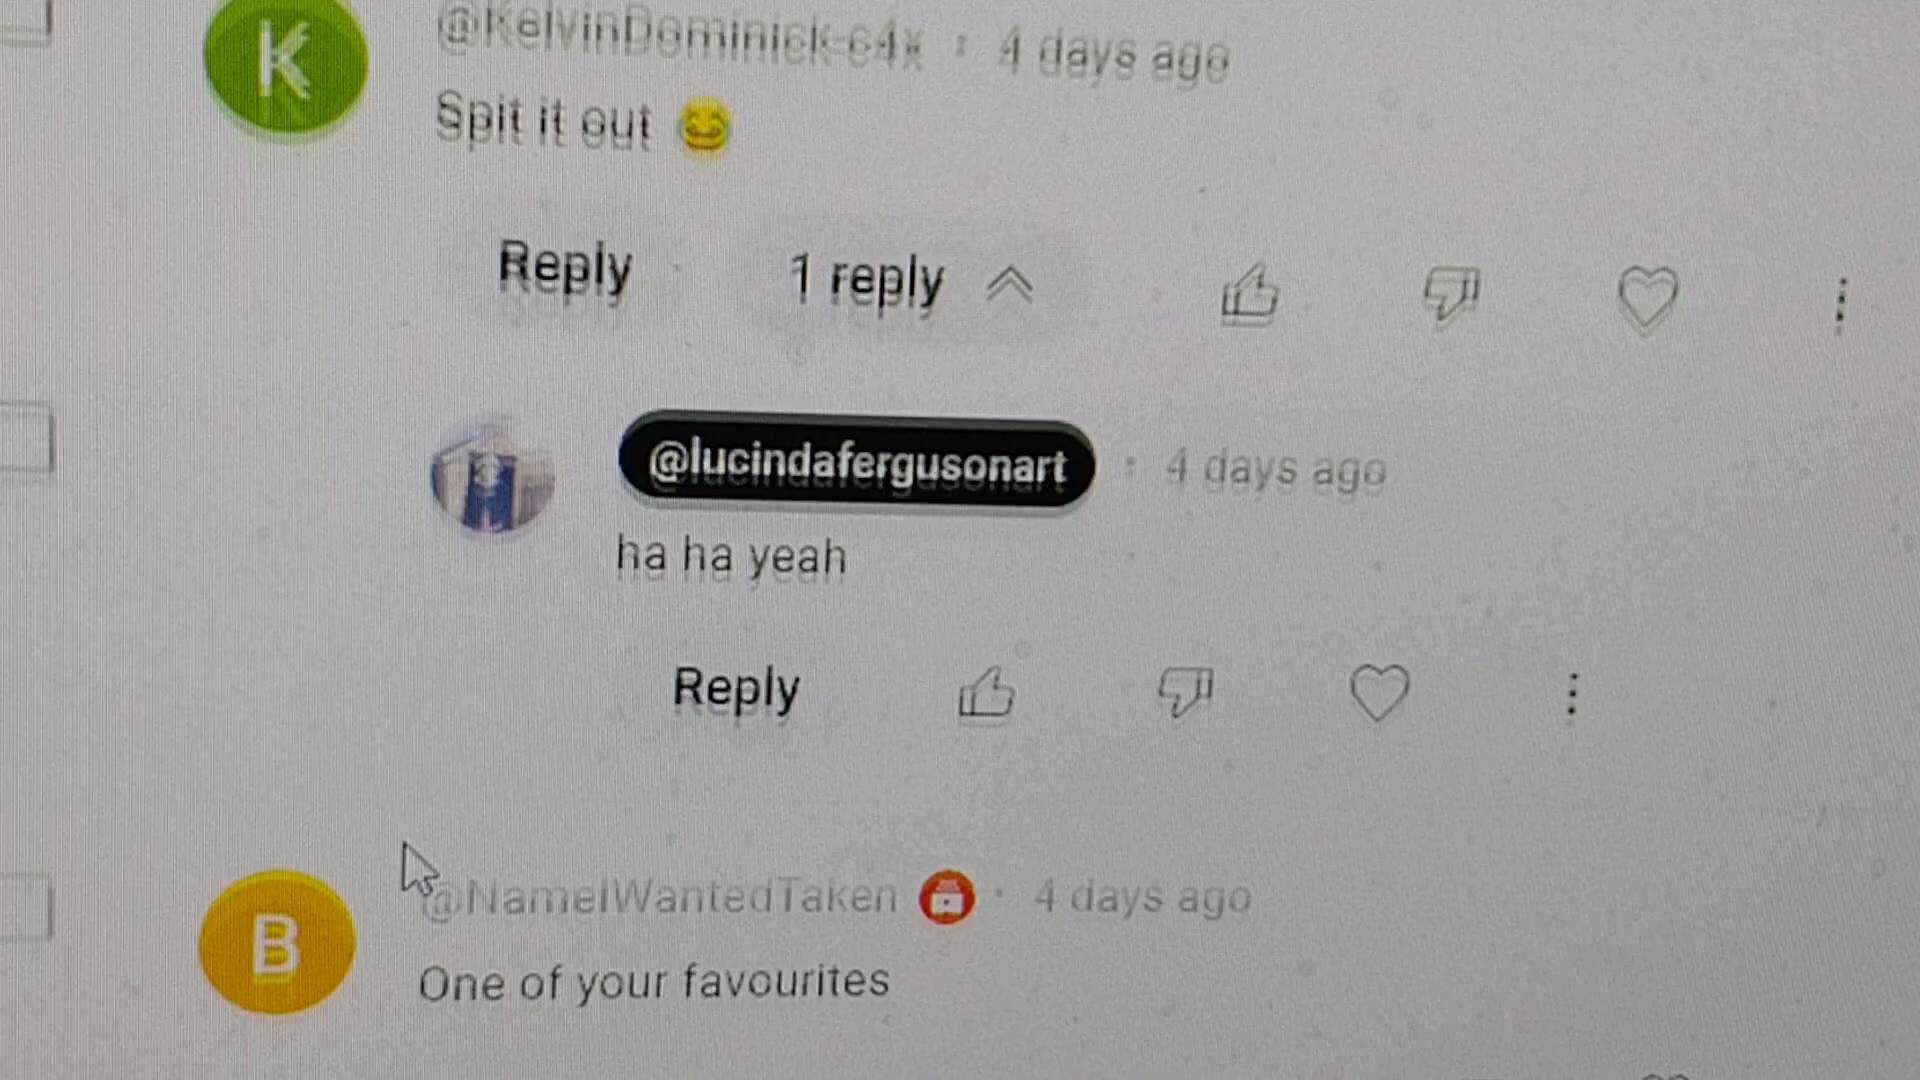 K
@KelvinDominick-64x · 4 days ago
Spit it out 😂
Reply 1 reply
@lucindafergusonart · 4 days ago
ha ha yeah
Reply
@NameIWantedTaken · 4 days ago
B
One of your favourites